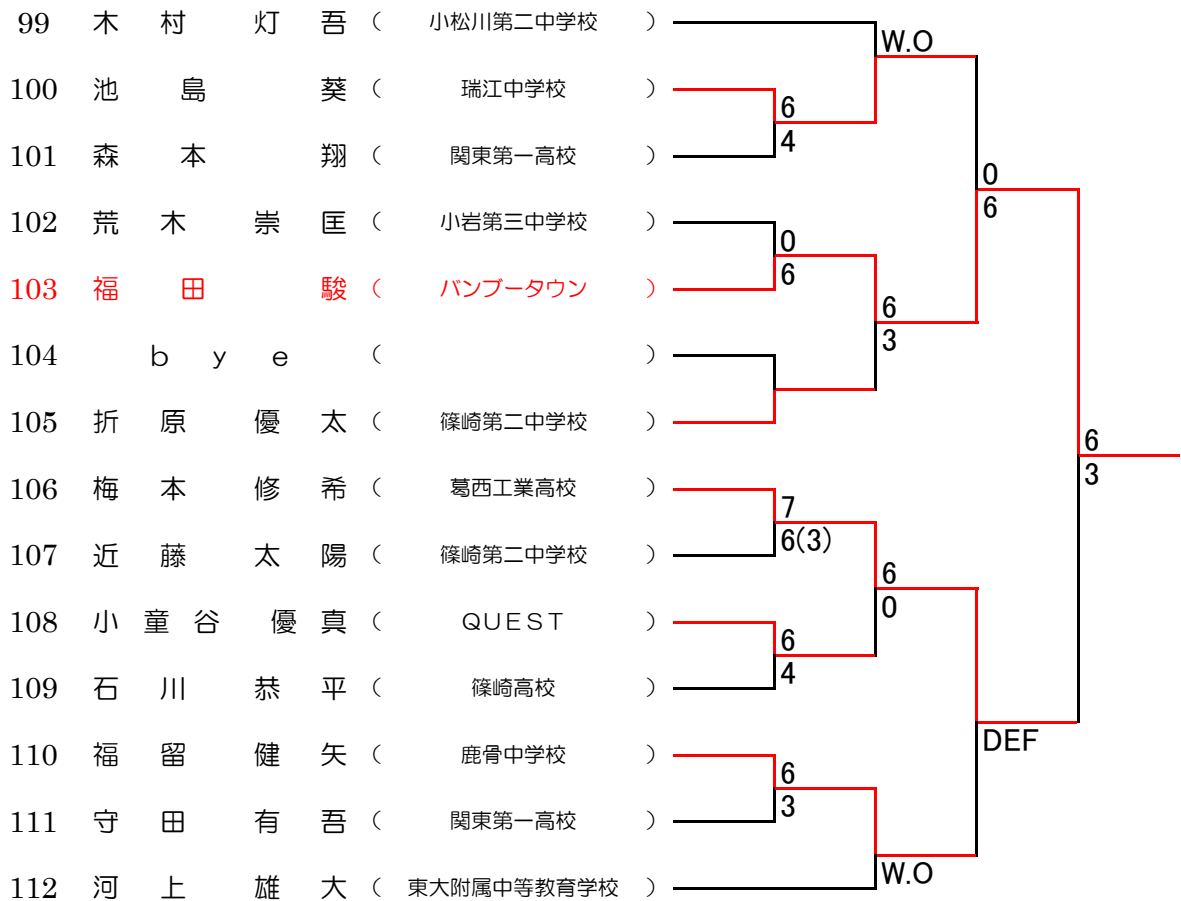 99 木村 灯吾 ( 小松川第二中学校 )
W.O
100 池島 葵 ( 瑞江中学校 )
6
4
101 森本 翔 ( 関東第一高校 )
0
6
102 荒木 崇匡 ( 小岩第三中学校 )
0
6
103 福田 駿 ( バンブータウン )
6
3
104 bye ( )
105 折原 優太 ( 篠崎第二中学校 )
6
3
106 梅本 修希 ( 葛西工業高校 )
7
6(3)
107 近藤 太陽 ( 篠崎第二中学校 )
6
0
108 小童谷 優真 ( QUEST )
6
4
109 石川 恭平 ( 篠崎高校 )
DEF
110 福留 健矢 ( 鹿骨中学校 )
6
3
111 守田 有吾 ( 関東第一高校 )
W.O
112 河上 雄大 ( 東大附属中等教育学校 )